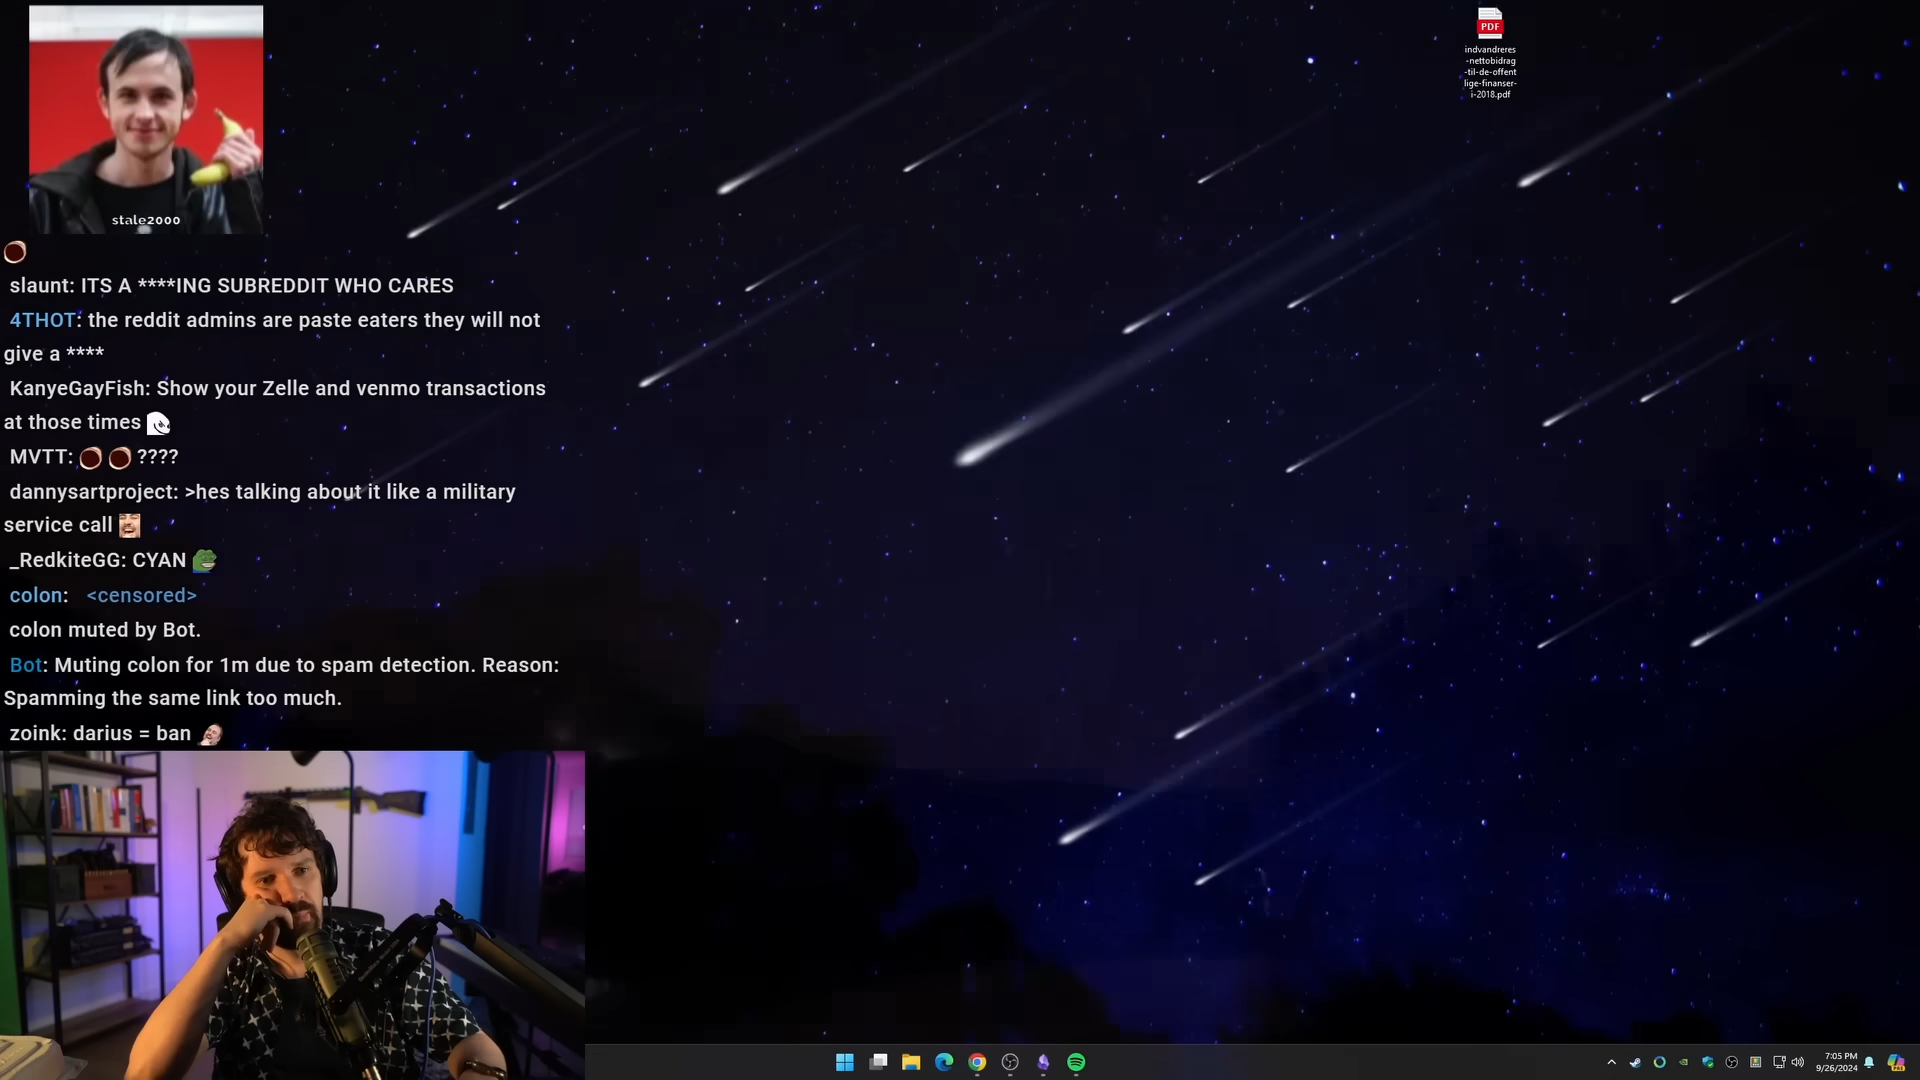 stale2000
slaunt: ITS A ****ING SUBREDDIT WHO CARES
4THOT: the reddit admins are paste eaters they will not
give a ****
KanyeGayFish: Show your Zelle and venmo transactions
at those times
MVTT: ????
dannysartproject: >hes talking about it like a military
service call
_RedkiteGG: CYAN
colon: <censored>
colon muted by Bot.
Bot: Muting colon for 1m due to spam detection. Reason:
Spamming the same link too much.
zoink: darius = ban
PDF
indvandreres
-nettobidrag
-til-de-offent
lige-finanser-
i-2018.pdf
7:05 PM
9/26/2024